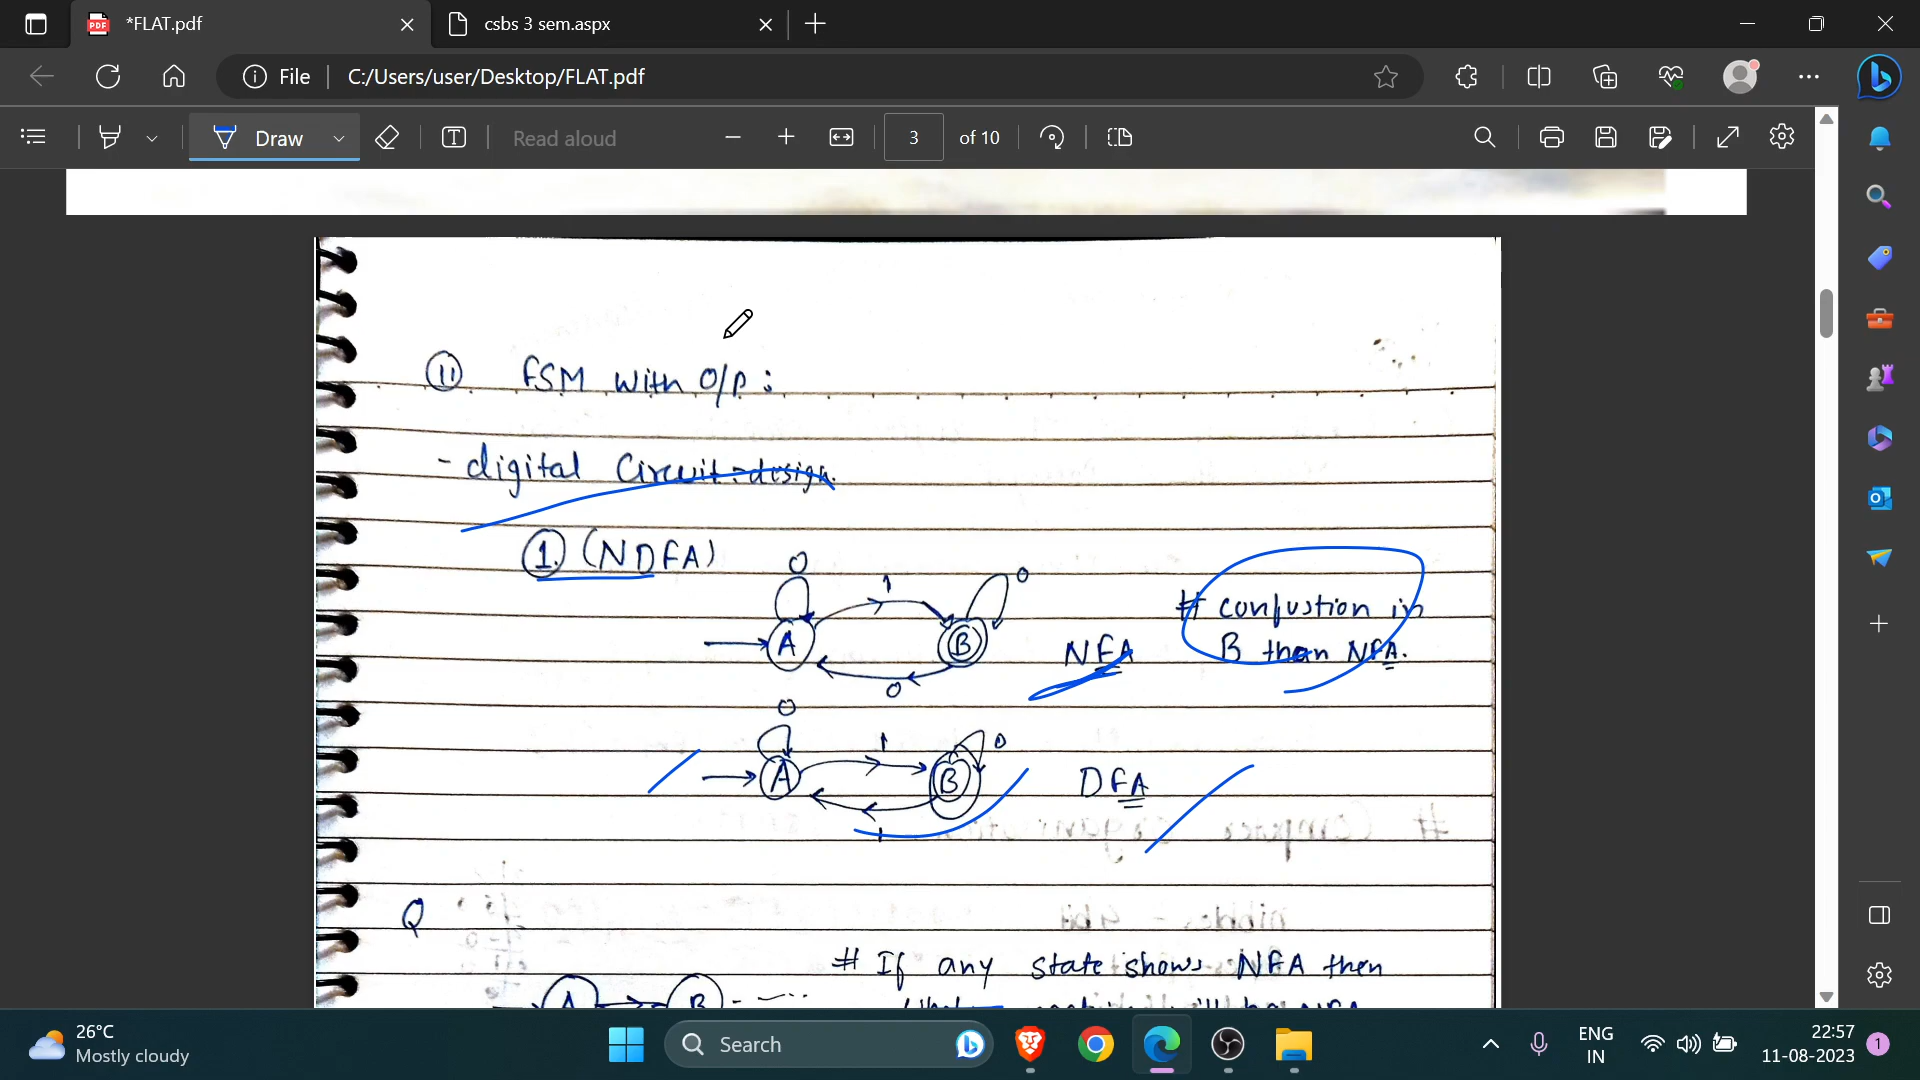 *FLAT.pdf
csbs 3 sem.aspx
File
C:/Users/user/Desktop/FLAT.pdf
Draw
Read aloud
3
of 10
11 FSM with O/P :
- digital Circuit design.
1. (NDFA)
0
1
0
A
B
0
NFA
# confustion in
B than NFA.
0
1
0
A
B
1
DFA
Q
# If any state shows NFA then
A
B
26°C
Mostly cloudy
Search
ENG
IN
22:57
11-08-2023
1